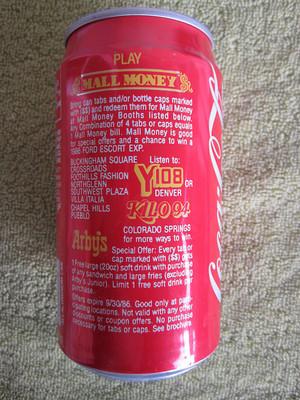 PLAY
$ MALL MONEY $
Bring can tabs and/or bottle caps marked
with ($$) and redeem them for Mall Money
at Mall Money Booths listed below.
Any Combination of 4 tabs or caps equals
1 Mall Money bill. Mall Money is good
for special offers and a chance to win a
1986 FORD ESCORT EXP.
BUCKINGHAM SQUARE
CROSSROADS
FOOTHILLS FASHION
NORTHGLENN
SOUTHWEST PLAZA
VILLA ITALIA
CHAPEL HILLS
PUEBLO
Listen to:
Y108 OR
DENVER
KILO 94
COLORADO SPRINGS
for more ways to win.
Arby's
Special Offer: Every tab or
cap marked with ($$) gets
1 Free large (20oz) soft drink with purchase
of any sandwich and large fries (excluding
Arby's Junior). Limit 1 free soft drink per
purchase.
Offers expire 9/30/86. Good only at parti-
cipating locations. Not valid with any other
discounts or coupon offers. No purchase
necessary for tabs or caps. See brochure.